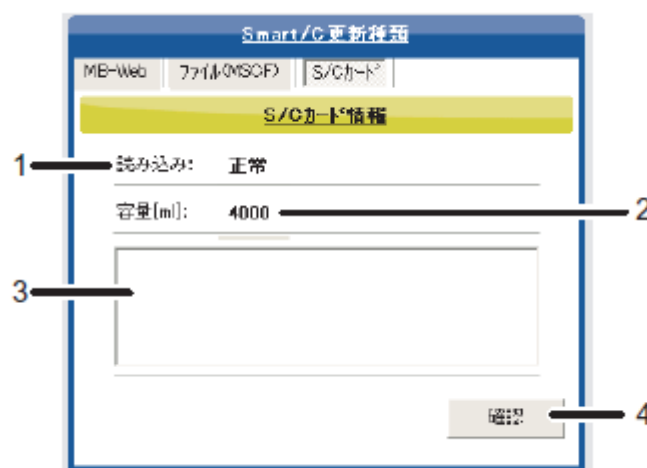 Smart/C更新種類
MB-Web ファイル(MSCF) S/Cカード
S/Cカード情報
1 読み込み: 正常
容量[ml]: 4000 2
3
確認 4